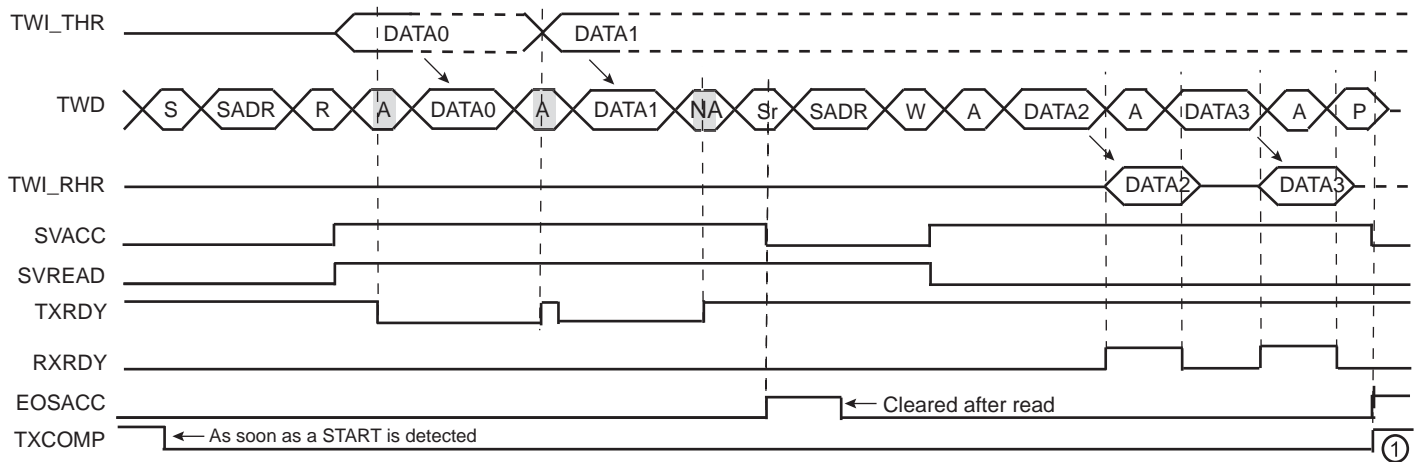 TWI_THR DATA0 DATA1
TWD S SADR R A DATA0 A DATA1 NA Sr SADR W A DATA2 A DATA3 A P
TWI_RHR DATA2 DATA3
SVACC
SVREAD
TXRDY
RXRDY
EOSACC Cleared after read
TXCOMP As soon as a START is detected 1